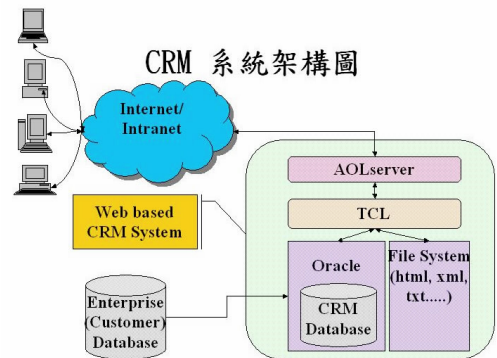 CRM 系統架構圖
Internet/
Intranet
AOLserver
TCL
Web based
CRM System
Oracle
File System
(html, xml,
txt.....)
CRM
Database
Enterprise
(Customer)
Database